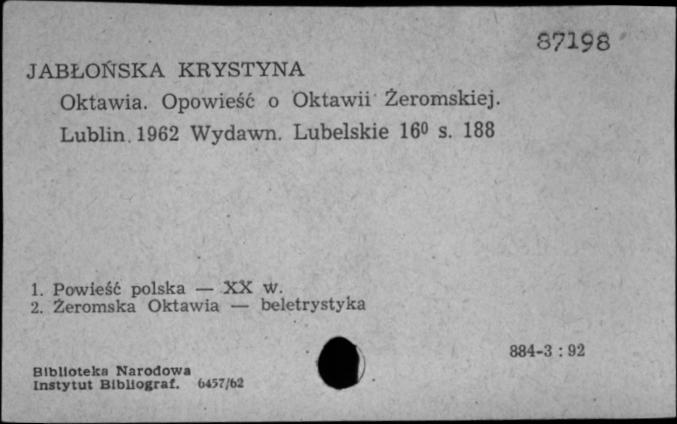 87198
JABŁOŃSKA KRYSTYNA
Oktawia. Opowieść o Oktawii Żeromskiej.
Lublin. 1962 Wydawn. Lubelskie 16⁰ s. 188
1. Powieść polska — XX w.
2. Żeromska Oktawia — beletrystyka
884-3 : 92
Biblioteka Narodowa
Instytut Bibliograf. 6457/62